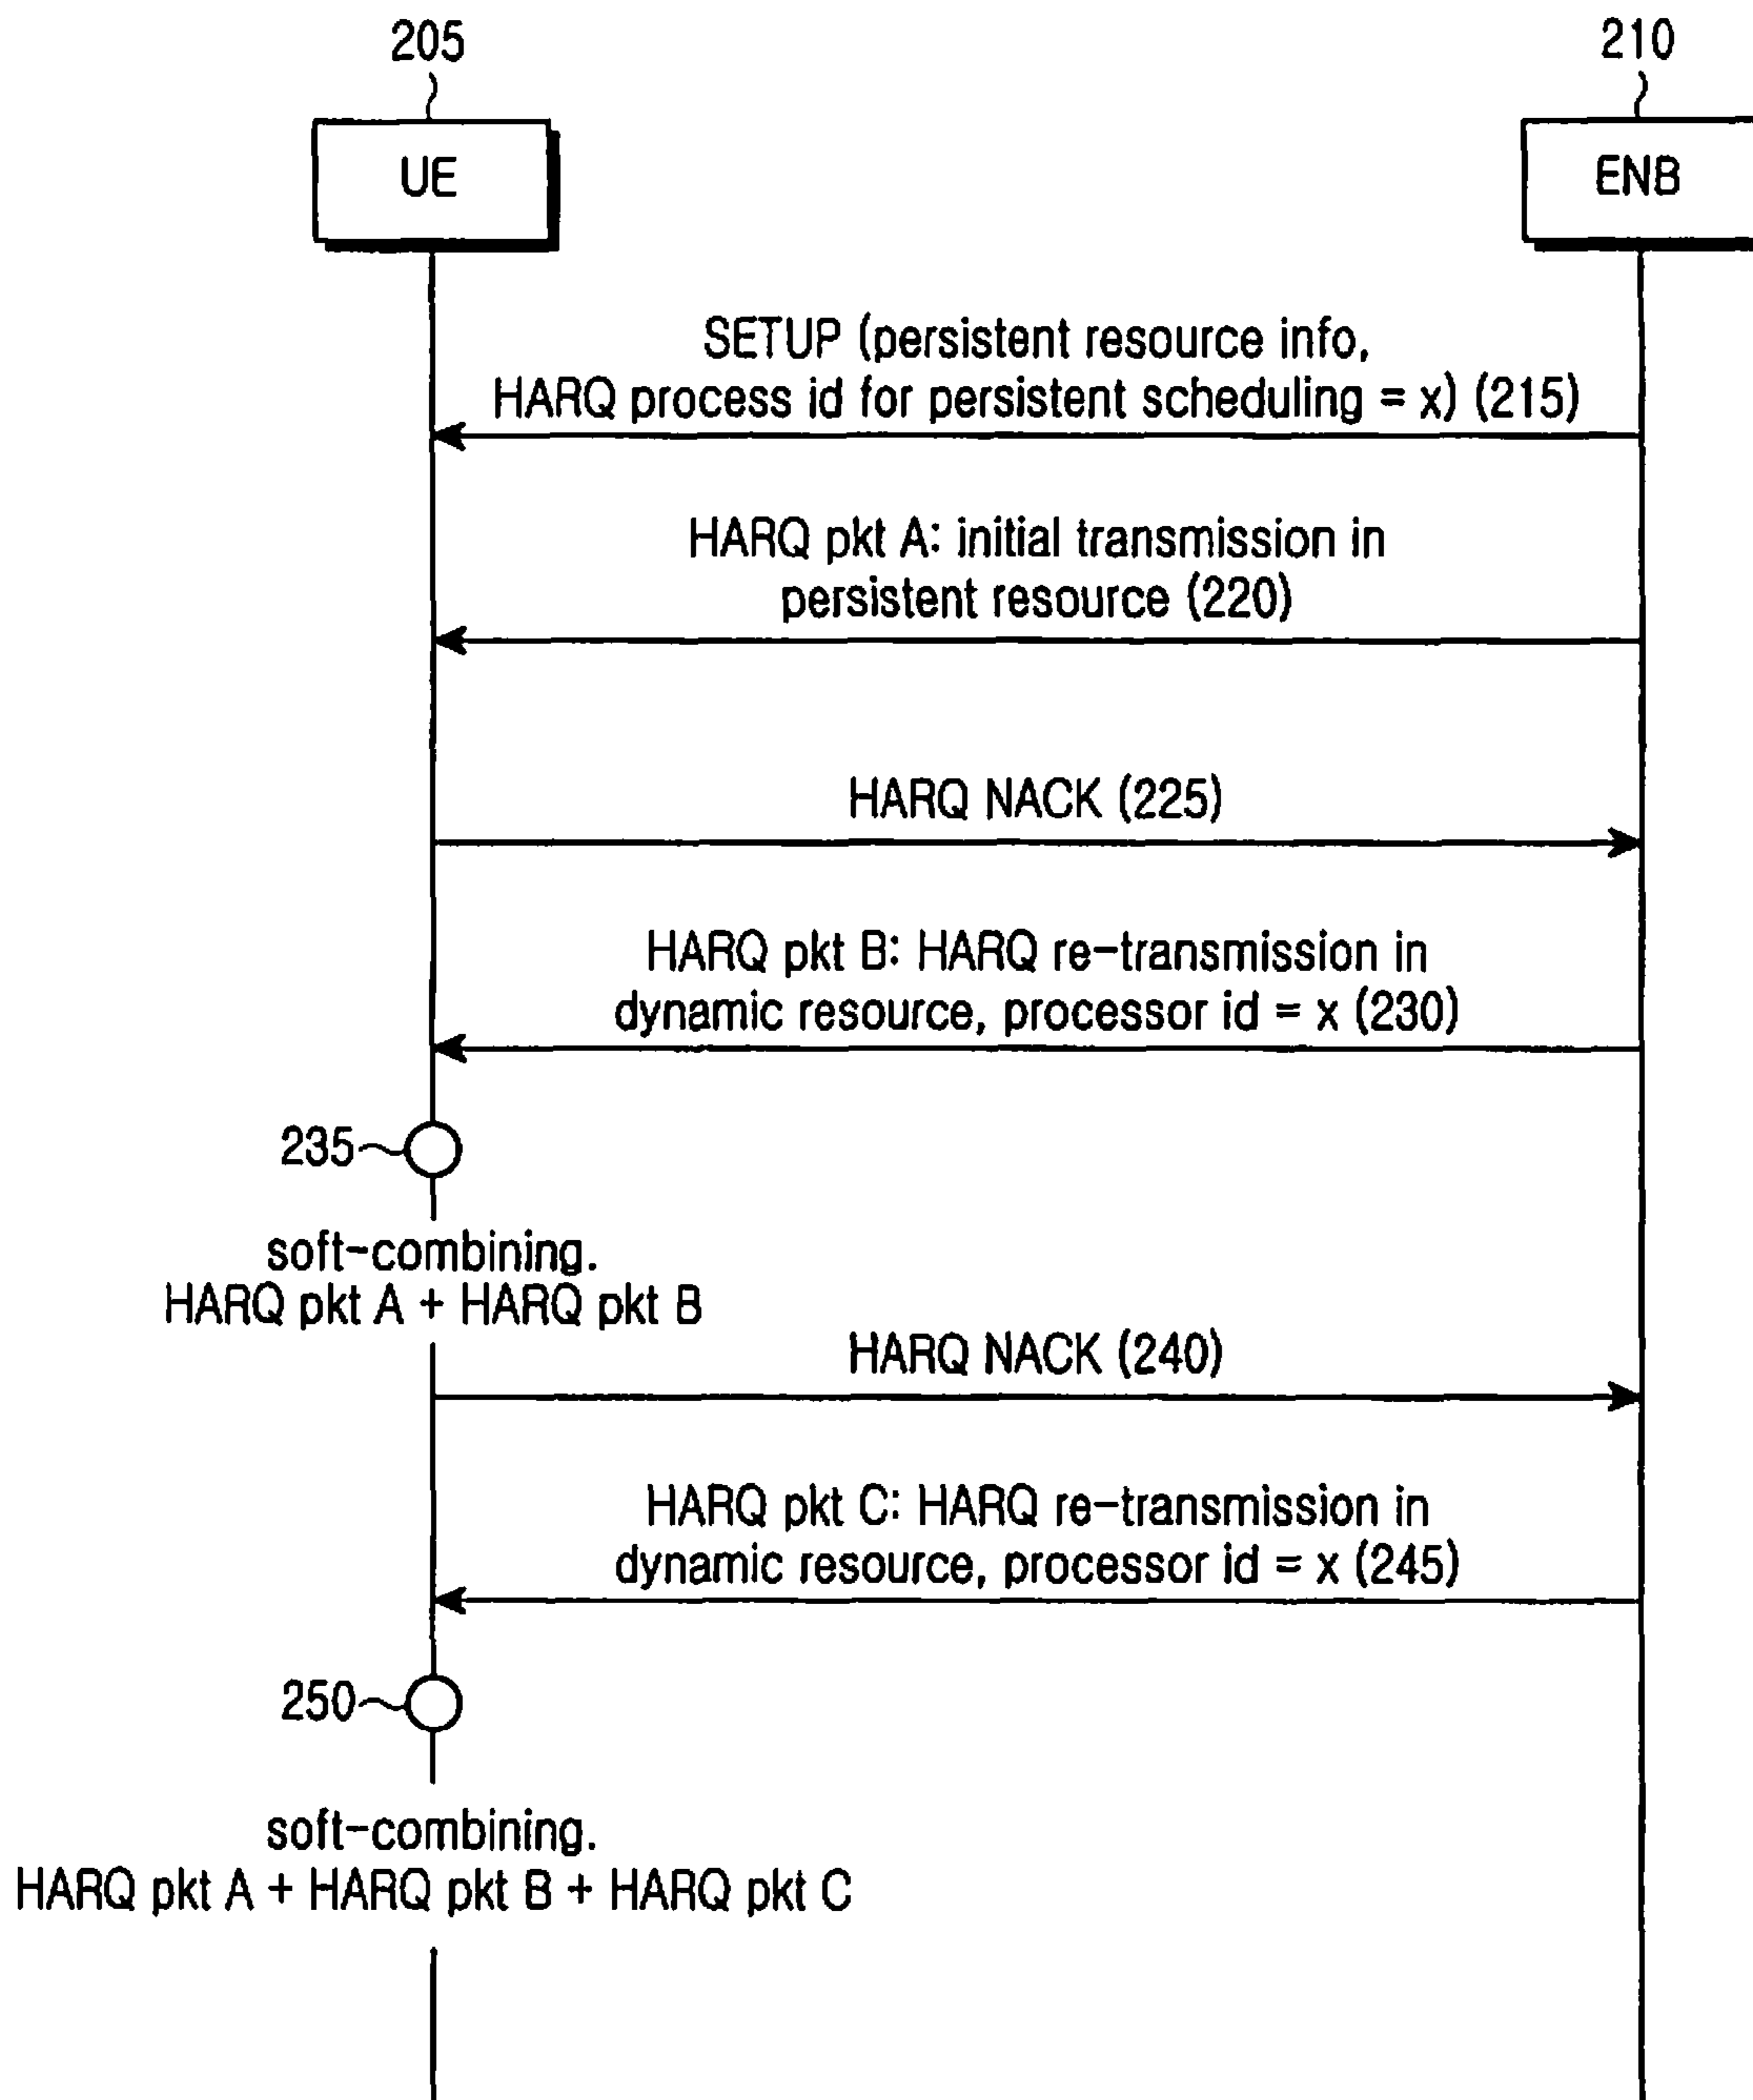 205
210
UE
ENB
SETUP (persistent resource info,
HARQ process id for persistent scheduling = x) (215)
HARQ pkt A: initial transmission in
persistent resource (220)
HARQ NACK (225)
HARQ pkt B: HARQ re-transmission in
dynamic resource, processor id = x (230)
235
soft-combining.
HARQ pkt A + HARQ pkt B
HARQ NACK (240)
HARQ pkt C: HARQ re-transmission in
dynamic resource, processor id = x (245)
250
soft-combining.
HARQ pkt A + HARQ pkt B + HARQ pkt C